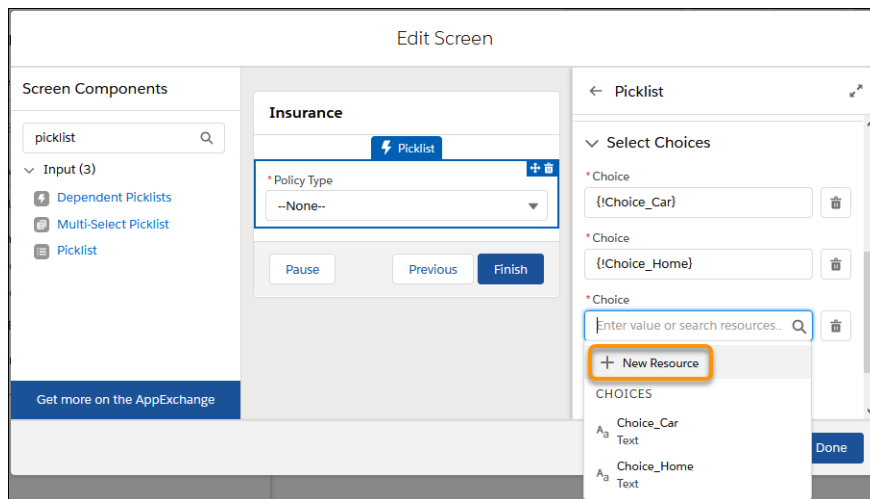 Edit Screen
Screen Components
picklist
Input (3)
Dependent Picklists
Multi-Select Picklist
Picklist
Get more on the AppExchange
Insurance
Picklist
*Policy Type
--None--
Pause
Previous
Finish
Picklist
Select Choices
*Choice
{!Choice_Car}
*Choice
{!Choice_Home}
*Choice
Enter value or search resources..
+ New Resource
CHOICES
Aa Choice_Car
Text
Aa Choice_Home
Text
Done